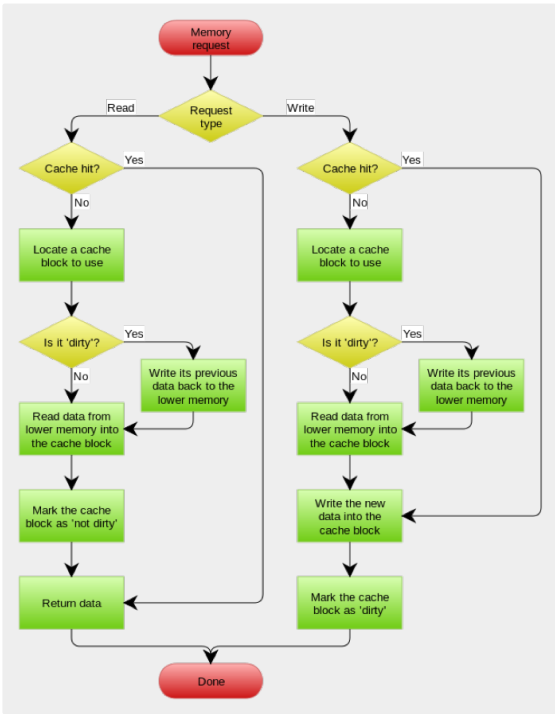 Memory
request
Read
Request
type
Write
Cache hit?
Yes
Cache hit?
Yes
No
No
Locate a cache
block to use
Locate a cache
block to use
Is it 'dirty'?
Yes
Is it 'dirty'?
Yes
No
Write its previous
data back to the
lower memory
No
Write its previous
data back to the
lower memory
Read data from
lower memory into
the cache block
Read data from
lower memory into
the cache block
Mark the cache
block as 'not dirty'
Write the new
data into the
cache block
Return data
Mark the cache
block as 'dirty'
Done